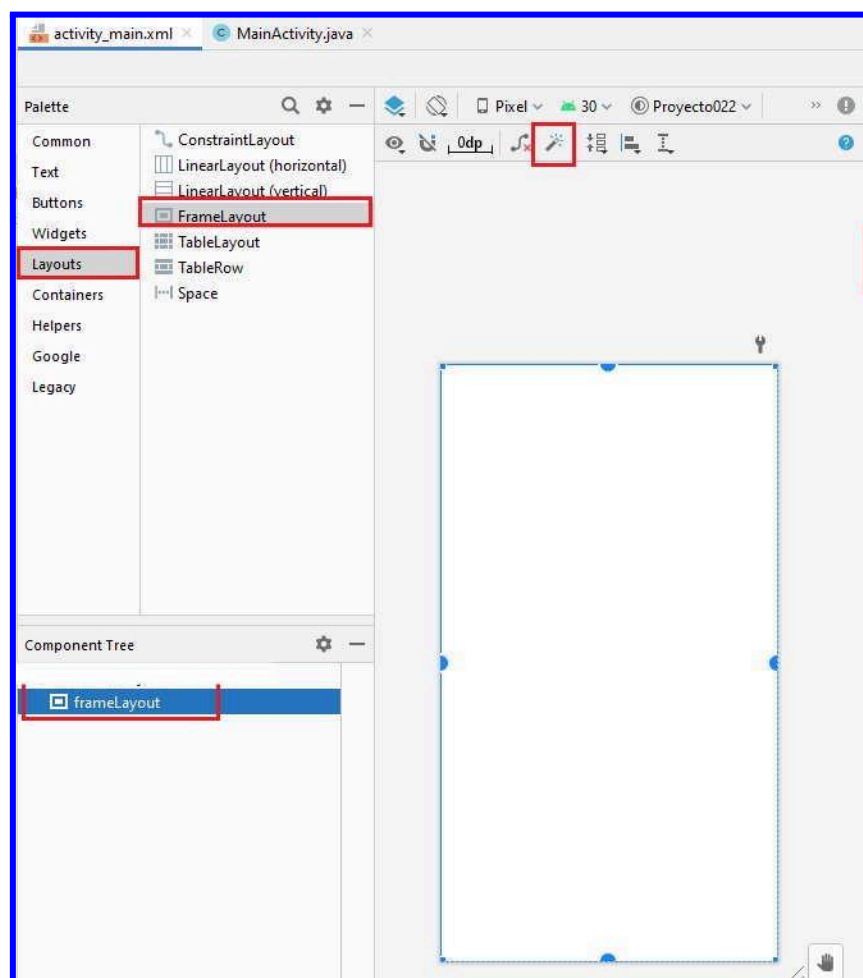 activity_main.xml MainActivity.java
Palette
Pixel 30 Proyecto022
Common
Text
Buttons
Widgets
Layouts
Containers
Helpers
Google
Legacy
ConstraintLayout
LinearLayout (horizontal)
LinearLayout (vertical)
FrameLayout
TableLayout
TableRow
Space
0dp
Component Tree
frameLayout